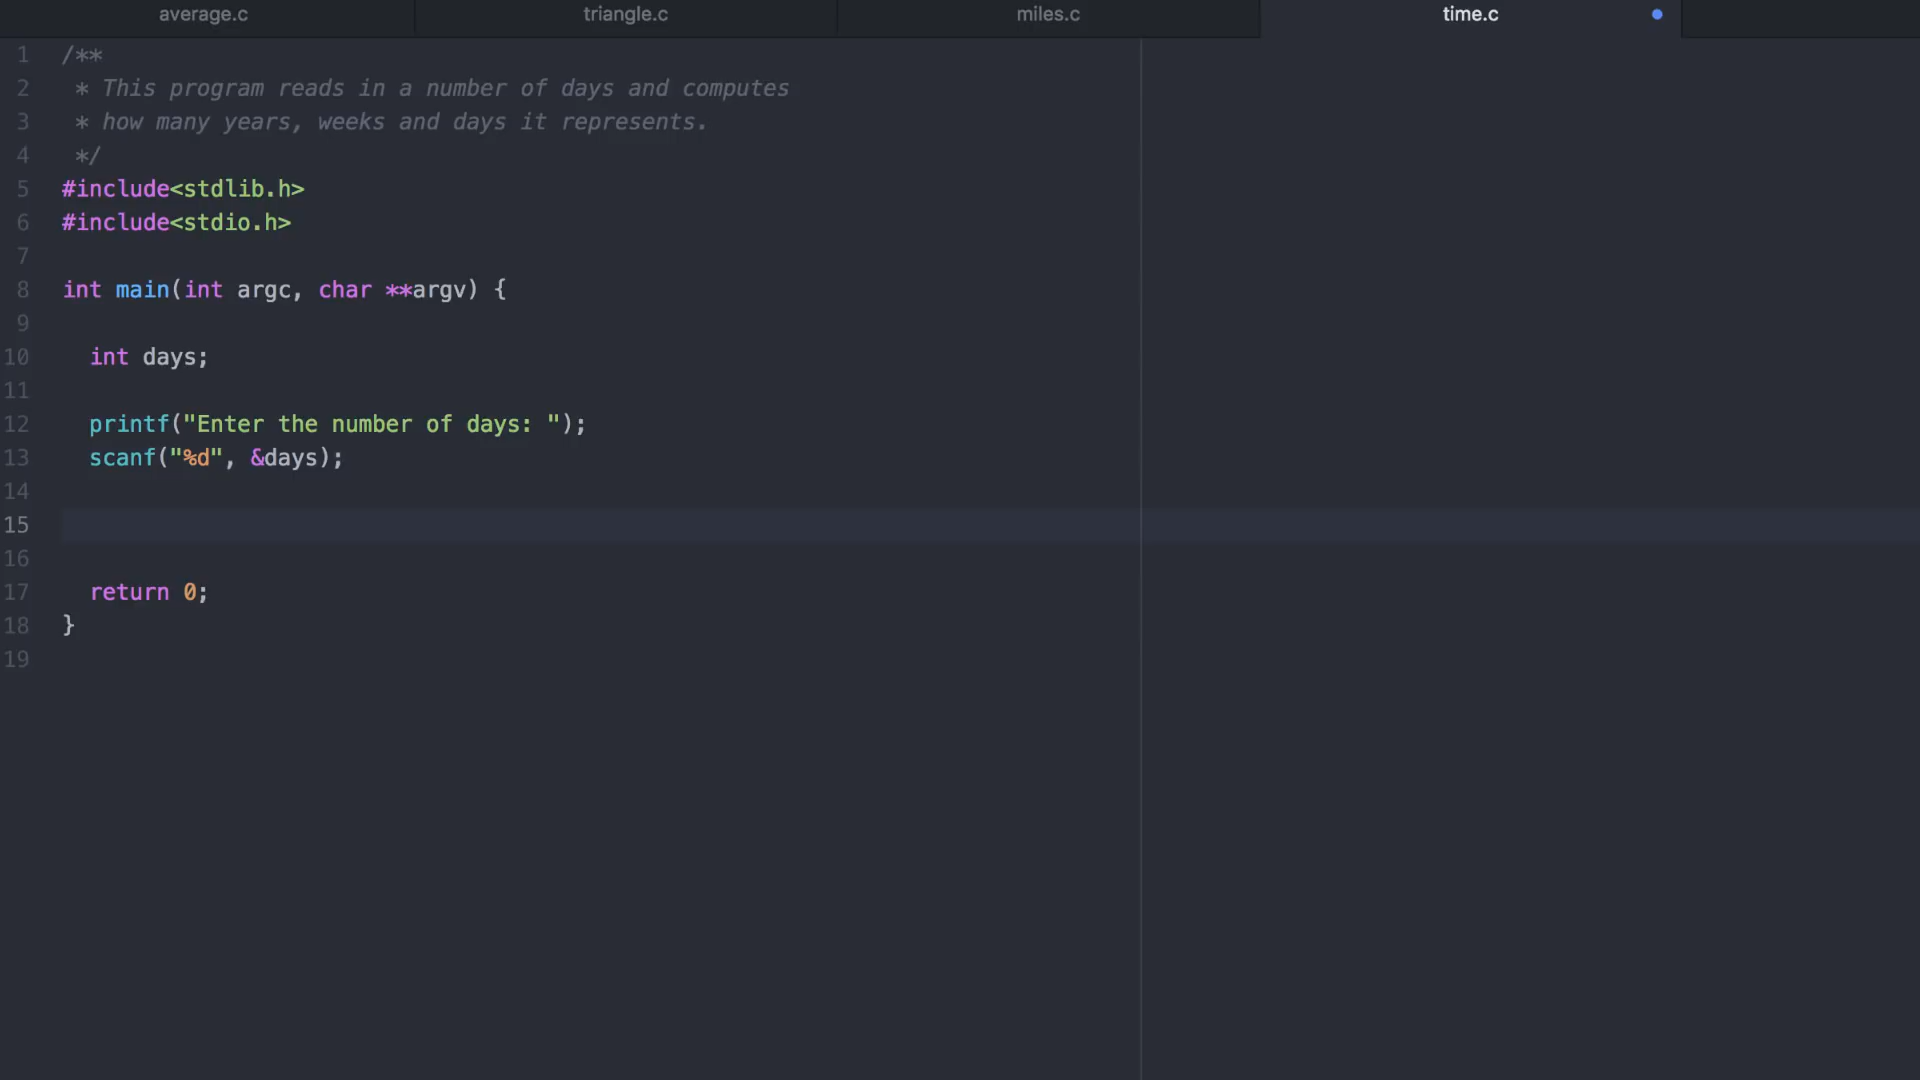 average.c triangle.c miles.c time.c
1 /**
2  * This program reads in a number of days and computes
3  * how many years, weeks and days it represents.
4  */
5 #include<stdlib.h>
6 #include<stdio.h>
7
8 int main(int argc, char **argv) {
9
10   int days;
11
12   printf("Enter the number of days: ");
13   scanf("%d", &days);
14
15
16
17   return 0;
18 }
19